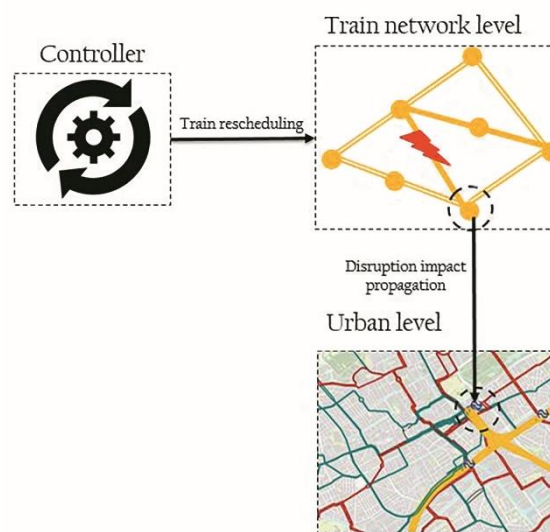 Train network level
Controller
Train rescheduling
Disruption impact
propagation
Urban level